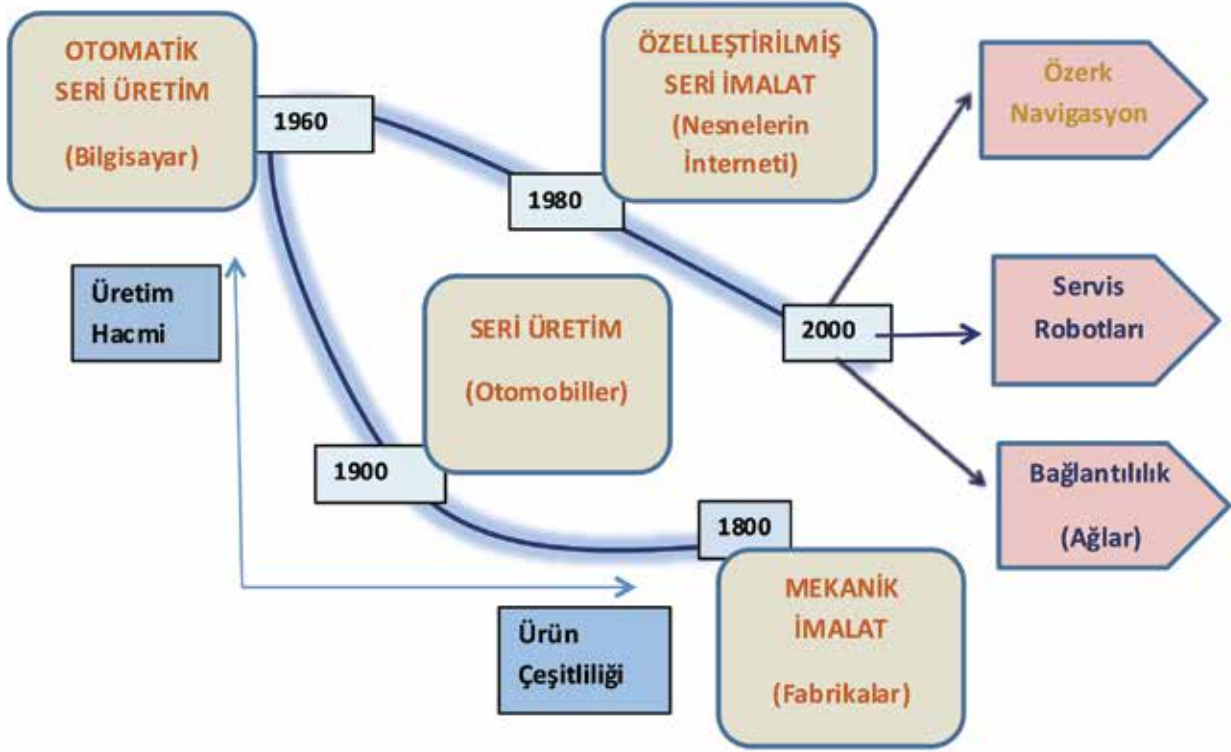 OTOMATİK
SERİ ÜRETİM
(Bilgisayar)
1960
ÖZELLEŞTİRİLMİŞ
SERİ İMALAT
(Nesnelerin
İnterneti)
1980
Özerk
Navigasyon
Üretim
Hacmi
SERİ ÜRETİM
(Otomobiller)
2000
Servis
Robotları
1900
Bağlantılılık
(Ağlar)
1800
MEKANİK
İMALAT
(Fabrikalar)
Ürün
Çeşitliliği